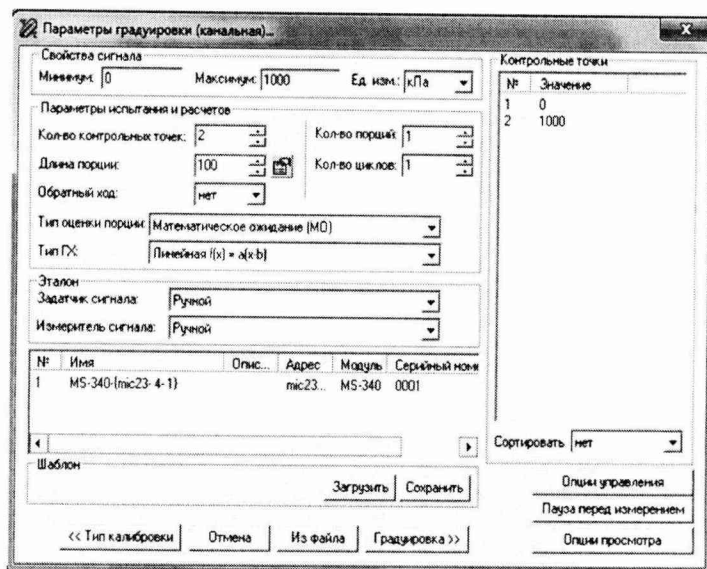 Параметры градуировки (канальная)...
Свойства сигнала
Минимум: 0 Максимум: 1000 Ед. изм.: кПа
Параметры испытания и расчетов
Кол-во контрольных точек: 2 Кол-во порций: 1
Длина порции: 100 Кол-во циклов: 1
Обратный ход: нет
Тип оценки порции: Математическое ожидание (МО)
Тип ГХ: Линейная f(x) = a(x-b)
Эталон
Задатчик сигнала: Ручной
Измеритель сигнала: Ручной
№ Имя Опис... Адрес Модуль Серийный номе
1 MS-340-{mic23- 4- 1} mic23... MS-340 0001
Шаблон
Загрузить Сохранить
<< Тип калибровки Отмена Из файла Градуировка >>
Контрольные точки
№ Значение
1 0
2 1000
Сортировать нет
Опции управления
Пауза перед измерением
Опции просмотра